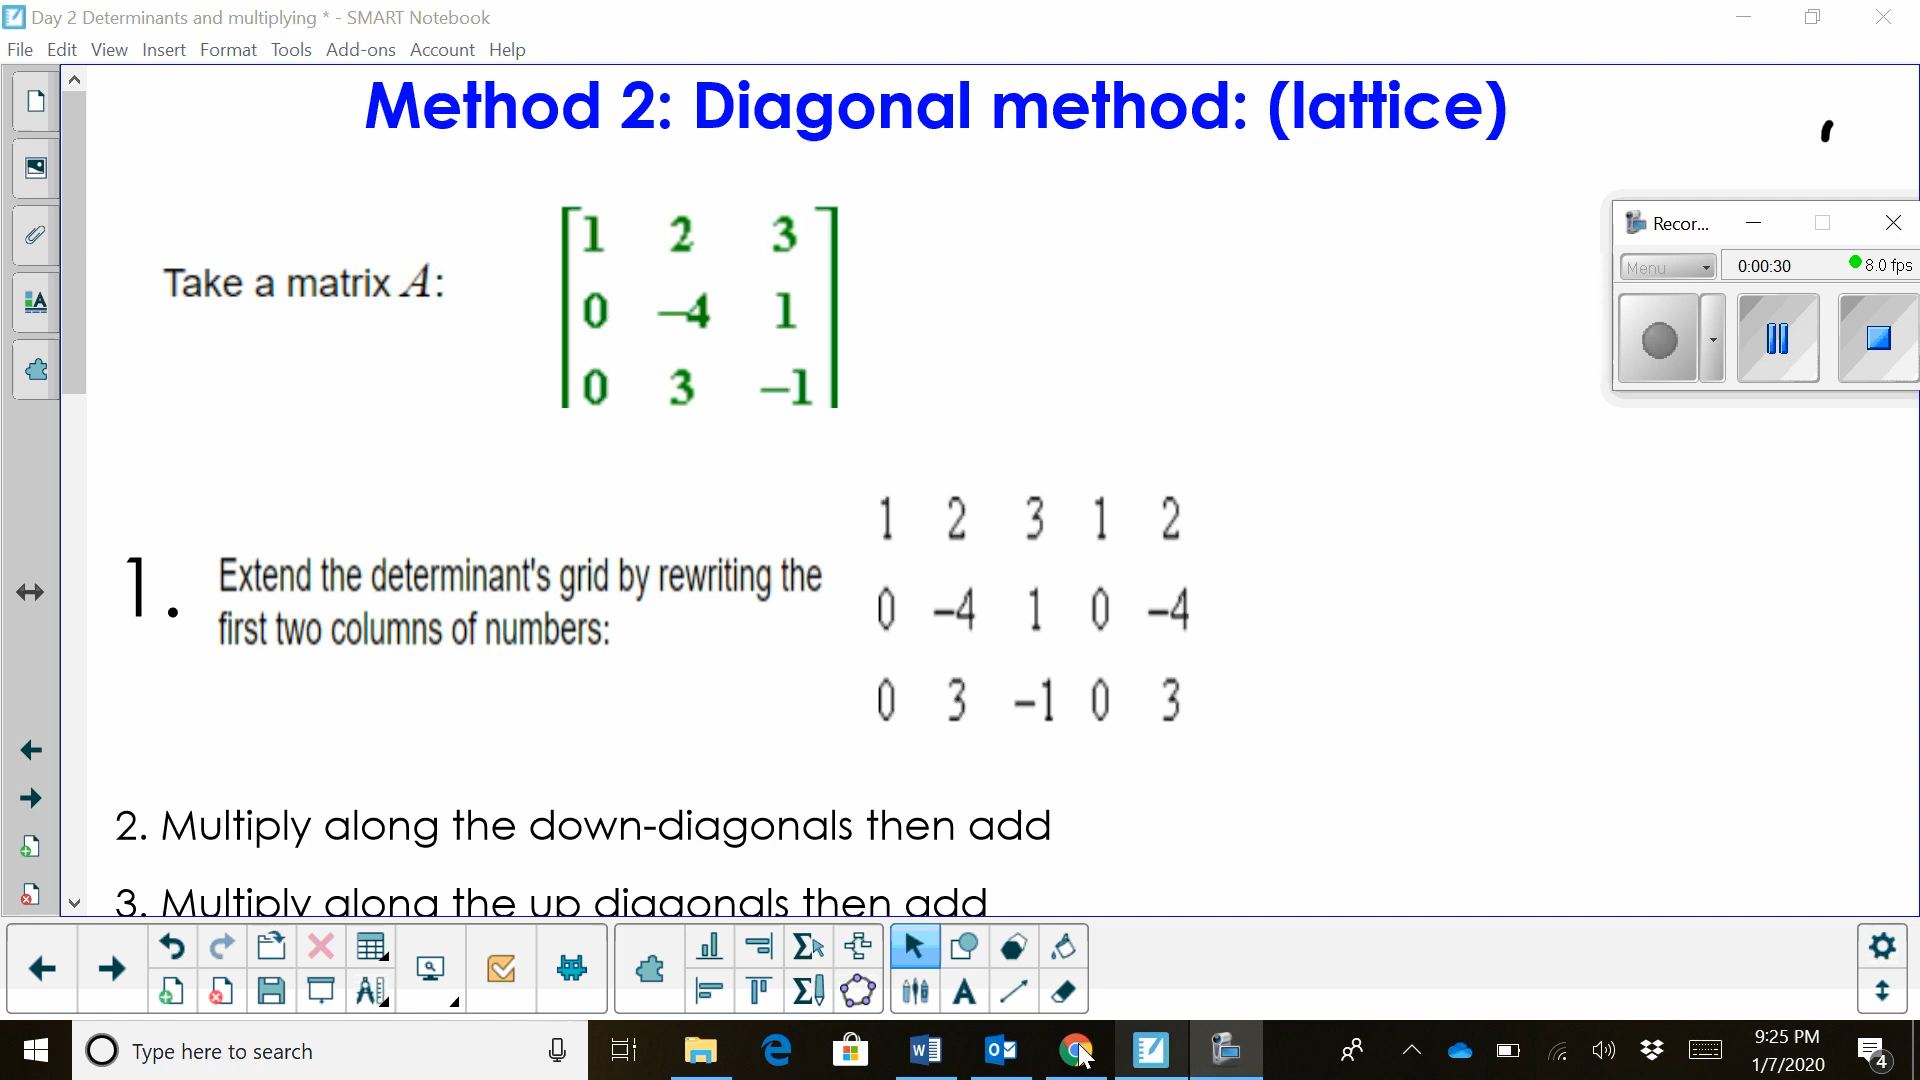 Day 2 Determinants and multiplying * - SMART Notebook
File Edit View Insert Format Tools Add-ons Account Help
Method 2: Diagonal method: (lattice)
Take a matrix A:
1 2 3
0 −4 1
0 3 −1
Recor...
Menu 0:00:30 8.0 fps
1. Extend the determinant's grid by rewriting the
first two columns of numbers:
1 2 3 1 2
0 −4 1 0 −4
0 3 −1 0 3
2. Multiply along the down-diagonals then add
3. Multiply along the up diagonals then add
Type here to search
9:25 PM
1/7/2020
4